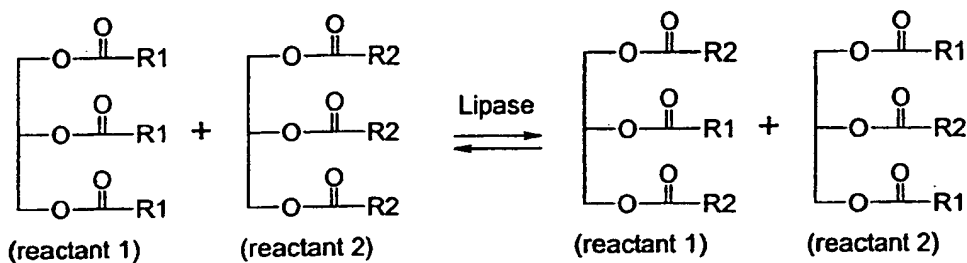 O
O-C-R1
O
O-C-R1
O
O-C-R1
(reactant 1)
+
O
O-C-R2
O
O-C-R2
O
O-C-R2
(reactant 2)
Lipase
O
O-C-R2
O
O-C-R1
O
O-C-R2
(reactant 1)
+
O
O-C-R1
O
O-C-R2
O
O-C-R1
(reactant 2)